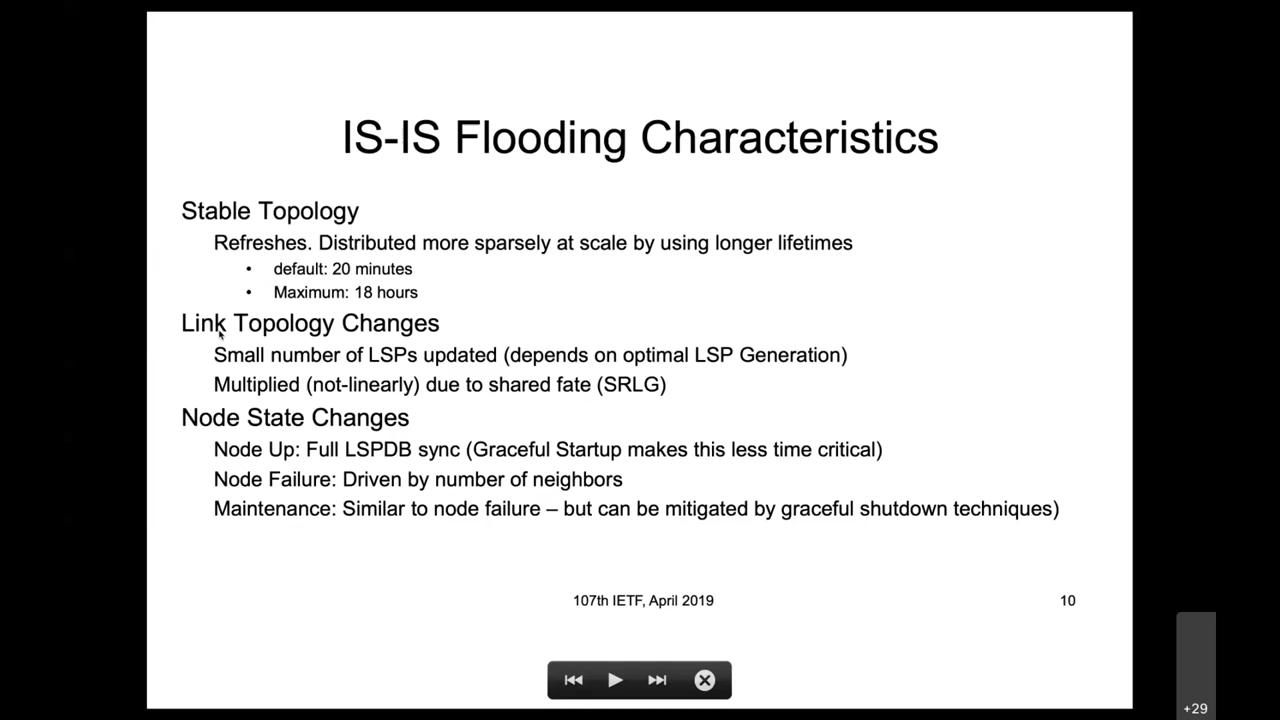 IS-IS Flooding Characteristics
Stable Topology
Refreshes. Distributed more sparsely at scale by using longer lifetimes
• default: 20 minutes
• Maximum: 18 hours
Link Topology Changes
Small number of LSPs updated (depends on optimal LSP Generation)
Multiplied (not-linearly) due to shared fate (SRLG)
Node State Changes
Node Up: Full LSPDB sync (Graceful Startup makes this less time critical)
Node Failure: Driven by number of neighbors
Maintenance: Similar to node failure – but can be mitigated by graceful shutdown techniques)
107th IETF, April 2019
10
+29